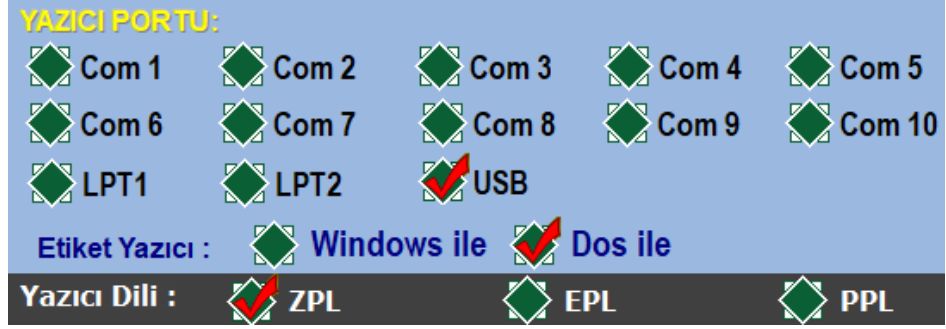 YAZICI PORTU:
Com 1 Com 2 Com 3 Com 4 Com 5
Com 6 Com 7 Com 8 Com 9 Com 10
LPT1 LPT2 USB
Etiket Yazıcı : Windows ile Dos ile
Yazıcı Dili : ZPL EPL PPL